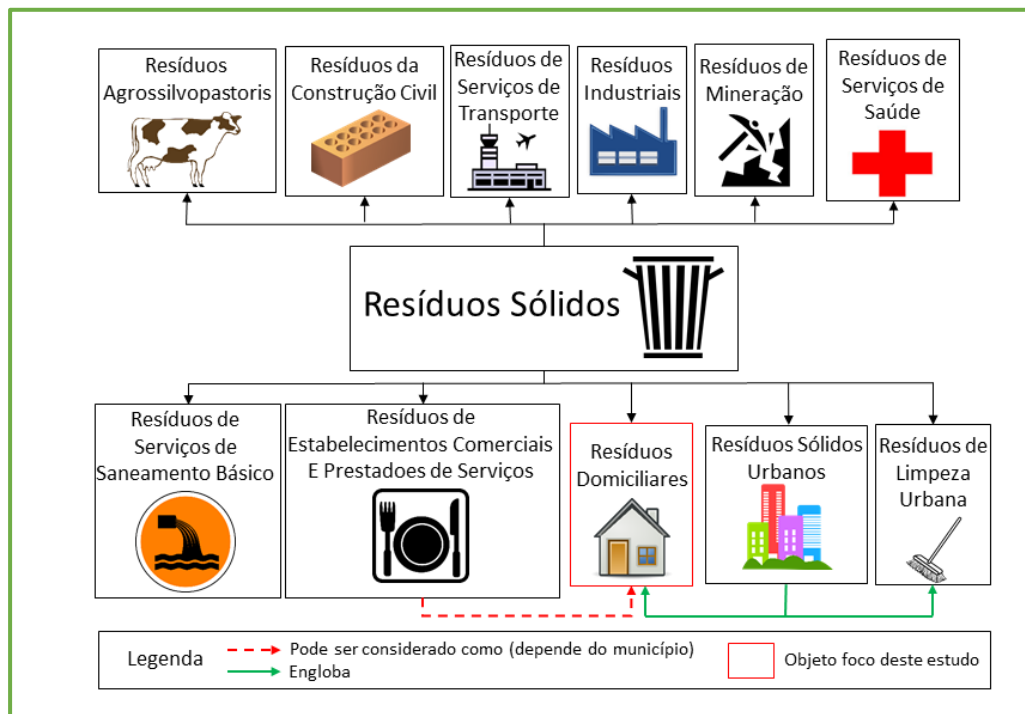 Resíduos
Agrossilvopastoris
Resíduos da
Construção Civil
Resíduos de
Serviços de
Transporte
Resíduos
Industriais
Resíduos de
Mineração
Resíduos de
Serviços de
Saúde
Resíduos Sólidos
Resíduos de
Serviços de
Saneamento Básico
Resíduos de
Estabelecimentos Comerciais
E Prestadoes de Serviços
Resíduos
Domiciliares
Resíduos Sólidos
Urbanos
Resíduos de
Limpeza
Urbana
Legenda
Pode ser considerado como (depende do município)
Engloba
Objeto foco deste estudo